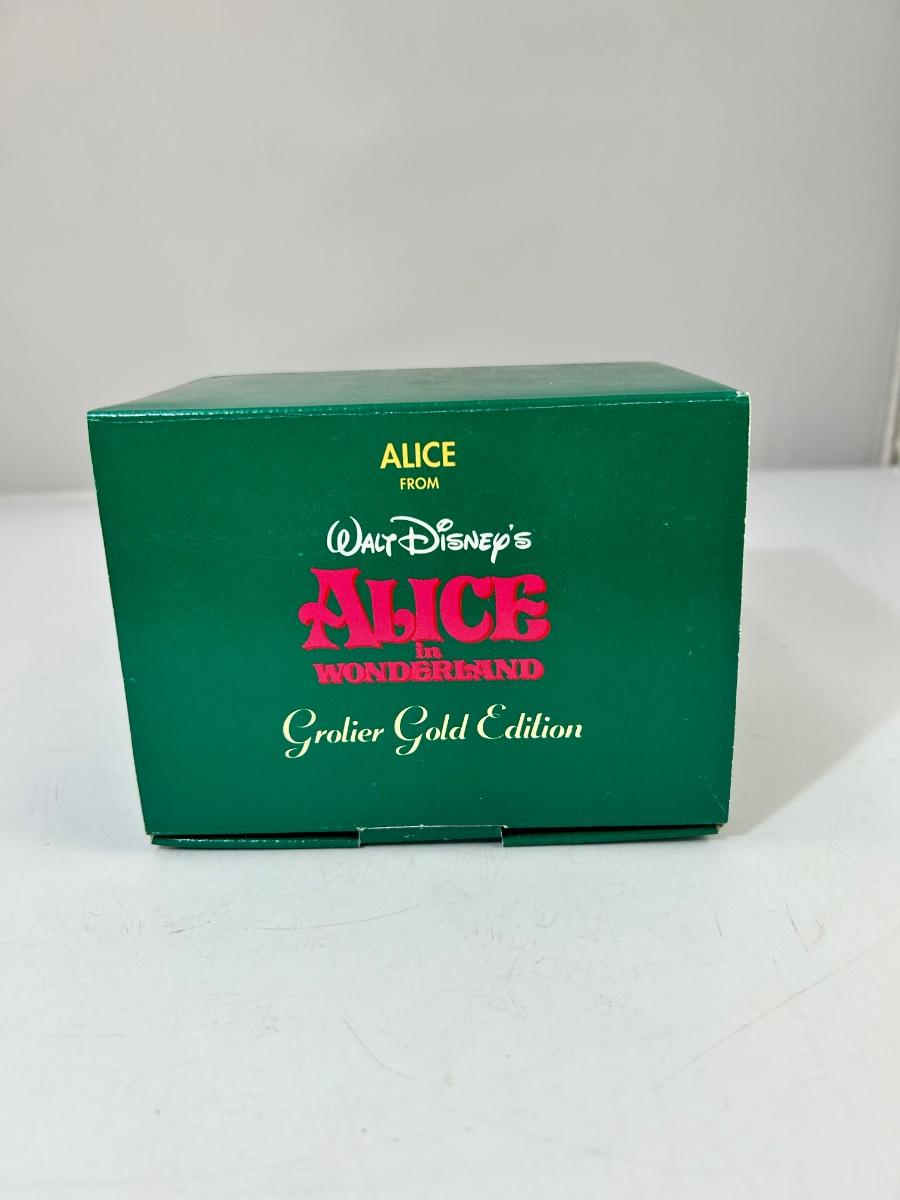 ALICE
FROM
WALT DISNEY'S
ALICE
in
WONDERLAND
Grolier Gold Edition